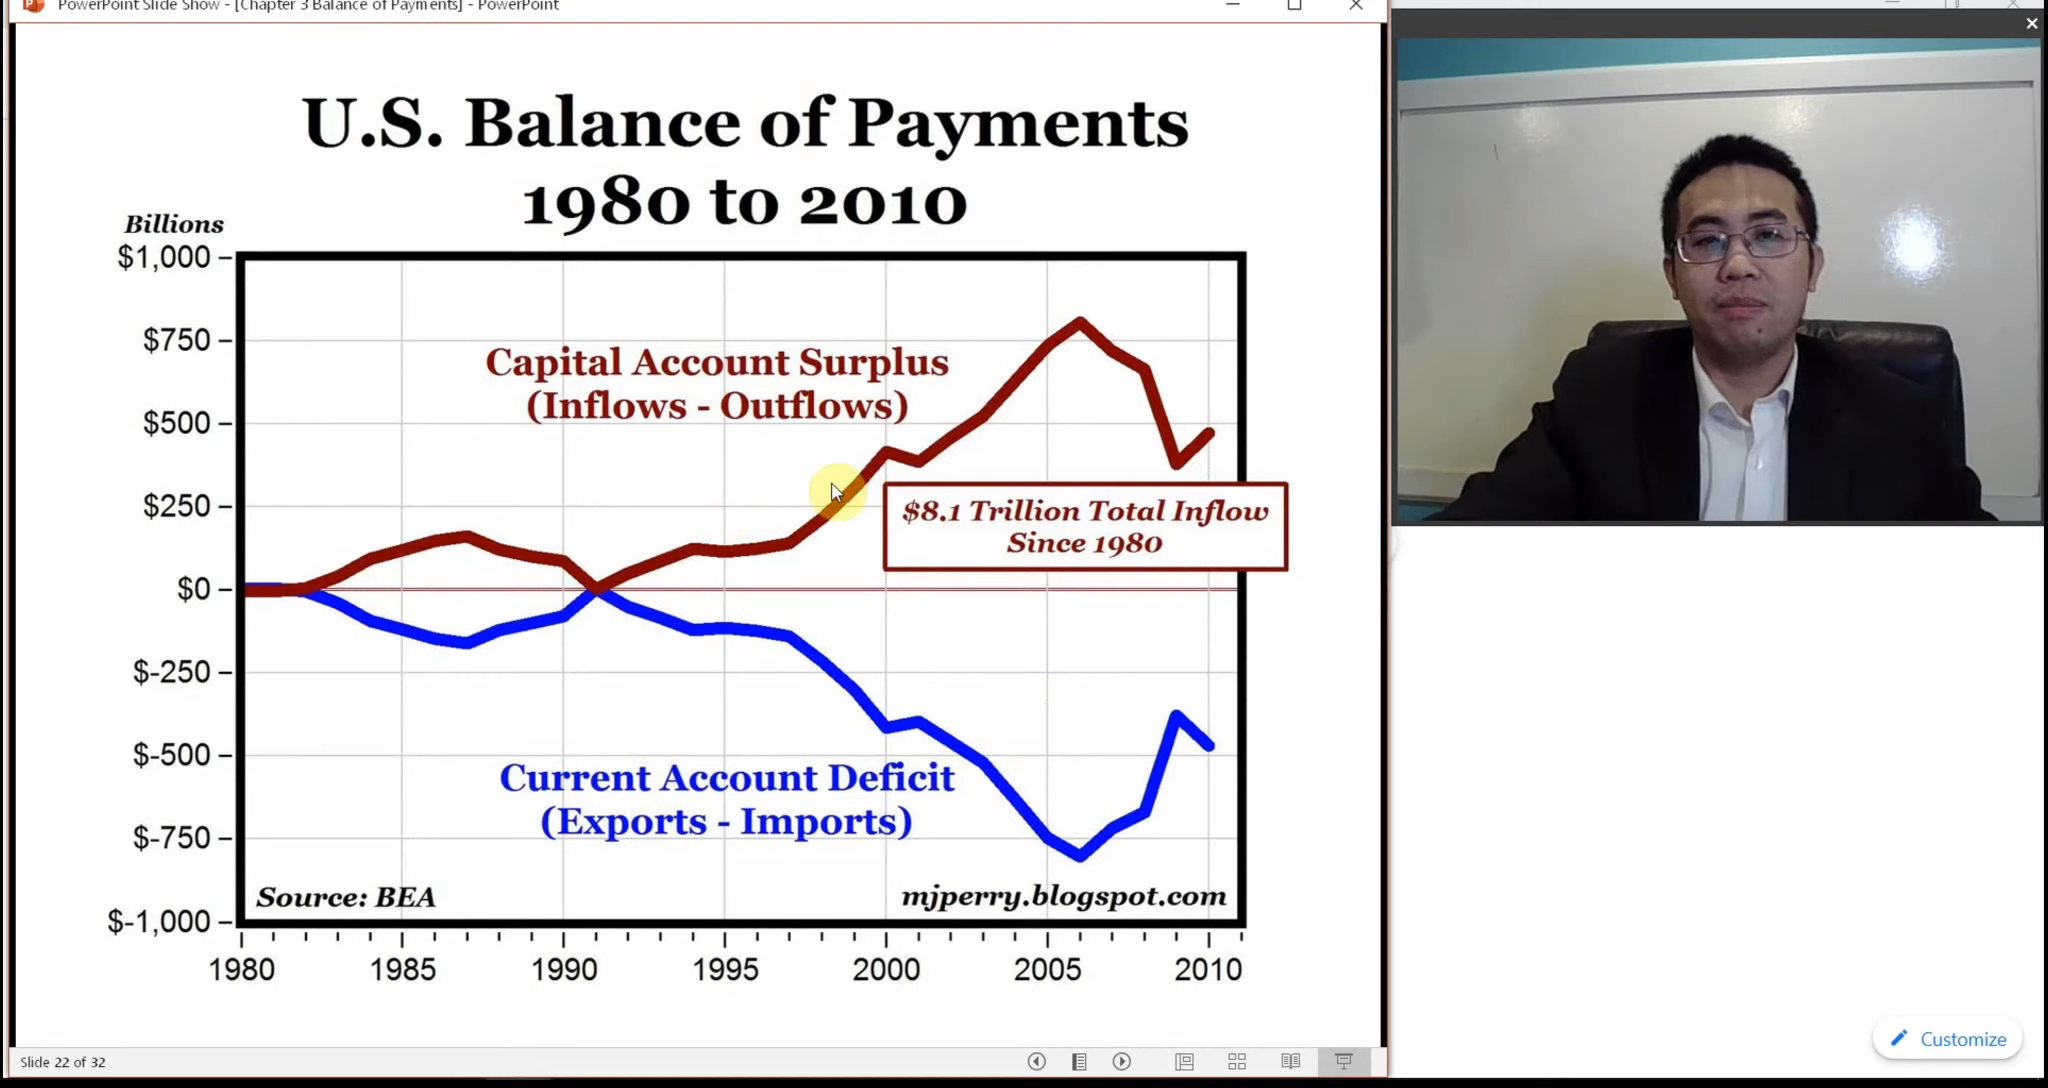 PowerPoint Slide Show - [Chapter 3 Balance of Payments] - PowerPoint
U.S. Balance of Payments
1980 to 2010
Billions
$1,000
$750
$500
$250
$0
$-250
$-500
$-750
$-1,000
Capital Account Surplus
(Inflows - Outflows)
$8.1 Trillion Total Inflow
Since 1980
Current Account Deficit
(Exports - Imports)
Source: BEA
mjperry.blogspot.com
1980 1985 1990 1995 2000 2005 2010
Slide 22 of 32
Customize